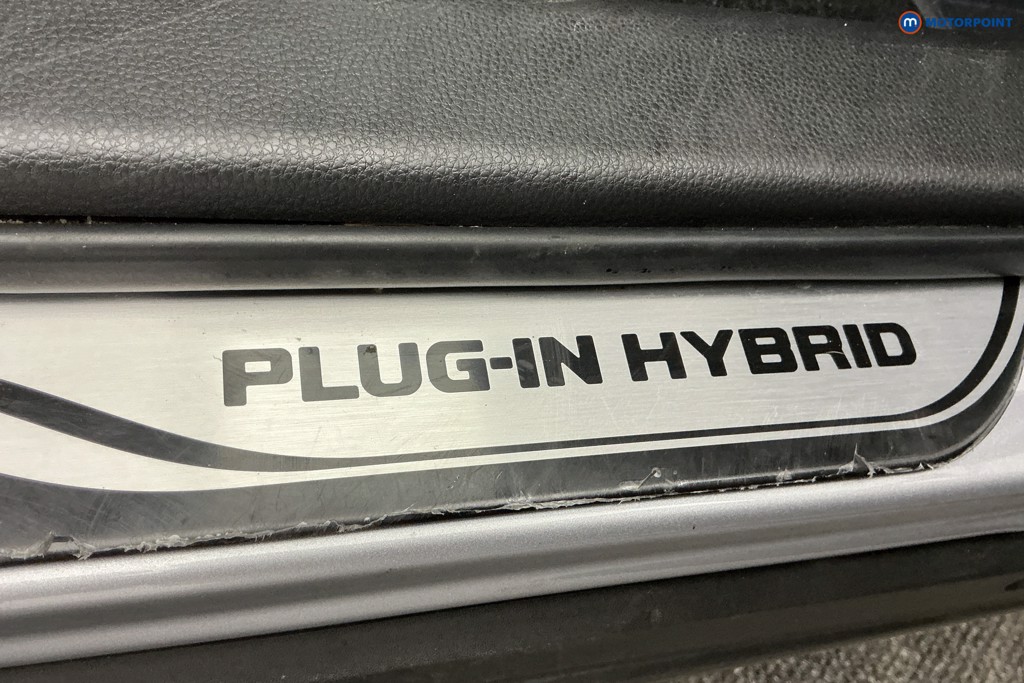 m MOTORPOINT
PLUG-IN HYBRID